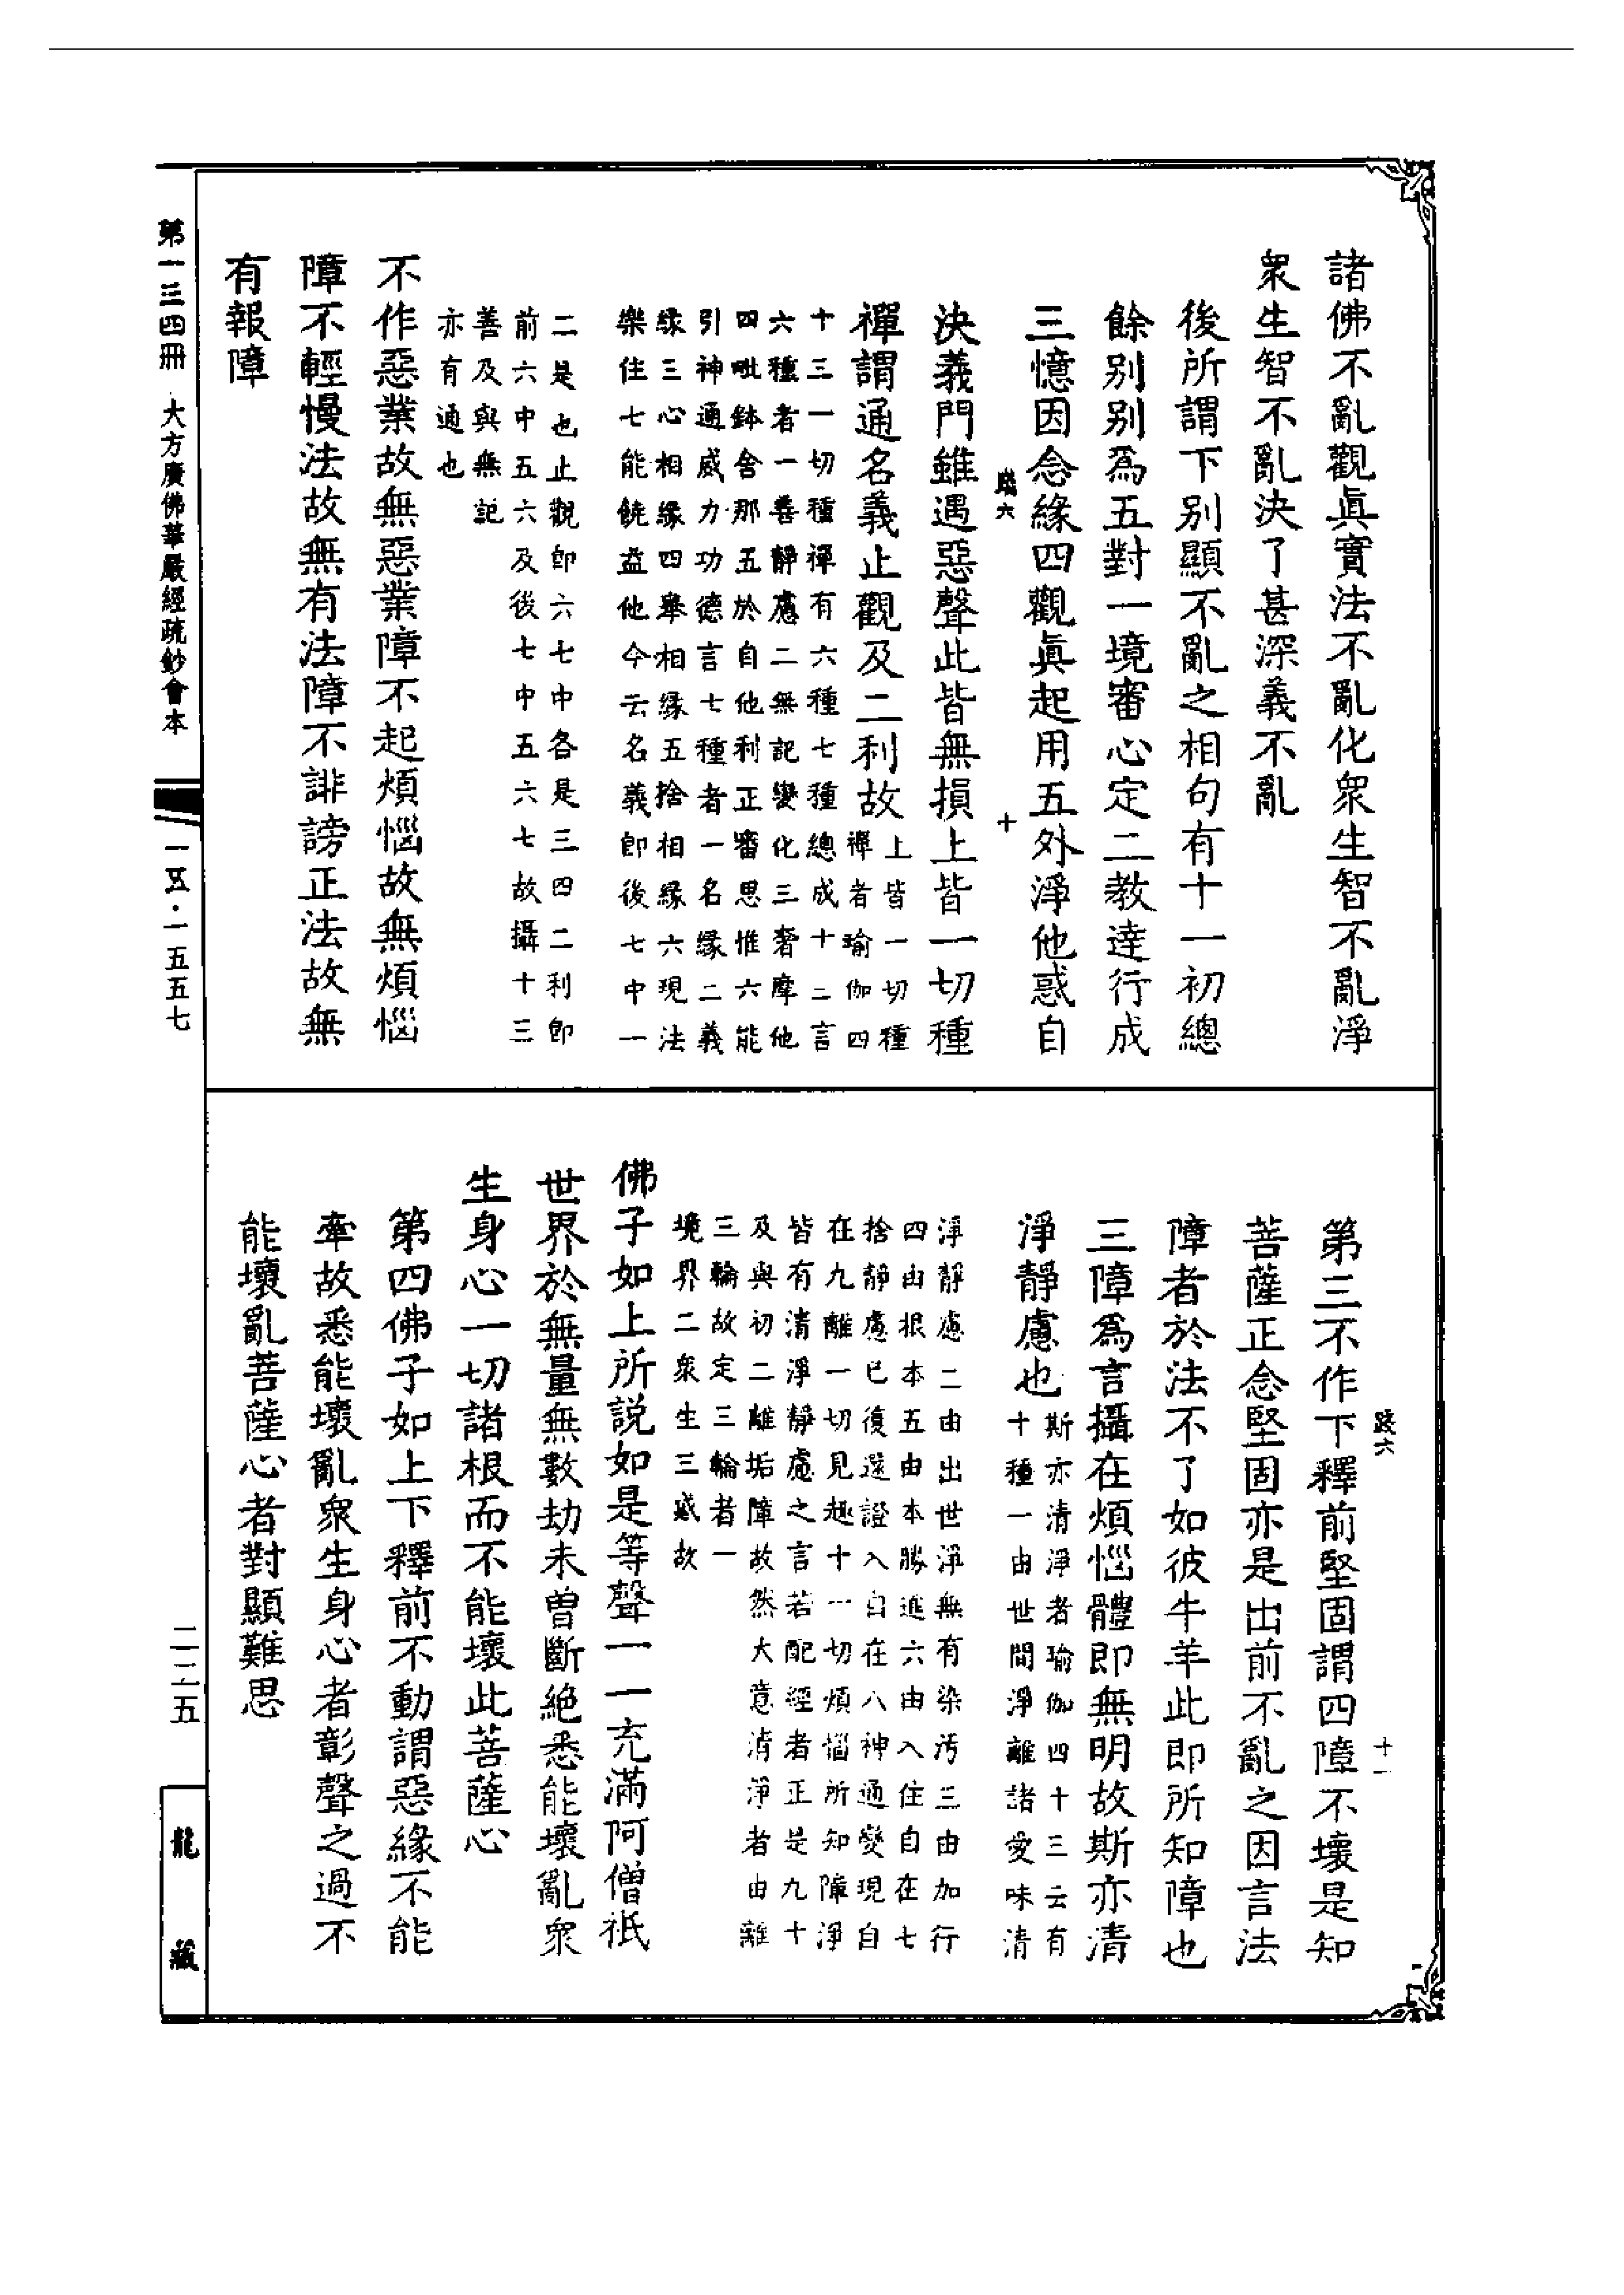 諸佛不亂觀眞實法不亂化衆生智不亂淨
衆生智不亂決了甚深義不亂
後所謂下別顯不亂之相句有十一初總
餘別別爲五對一境審心定二教達行成
三憶因念緣四觀眞起用五外淨他惑自
六
十
決義門雖遇惡聲此皆無損上皆一切種
禪謂通名義止觀及二利故
上皆一切種
禪者瑜伽四
十三一切種禪有六種七種總成十三言
六種者一善靜慮二無記變化三奢摩他
四毗鉢舍那五於自他利正審思惟六能
引神通威力功德言七種者一名緣二義
緣三心相緣四舉相緣五捨相緣六現法
樂住七能饒益他今云名義即後七中一
二是也止觀即六七中各是三四二利即
前六中五六及後七中五六七故攝十三
善及與無記
亦有通也
不作惡業故無惡業障不起煩惱故無煩惱
障不輕慢法故無有法障不誹謗正法故無
有報障
六
十一
第三不作下釋前堅固謂四障不壞是知
菩薩正念堅固亦是出前不亂之因言法
障者於法不了如彼牛羊此即所知障也
三障爲言攝在煩惱體即無明故斯亦清
淨靜慮也
斯亦清淨者瑜伽四十三云有
十種一由世間淨離諸愛味清
淨靜慮二由出世淨無有染汚三由加行
四由根本五由本勝進六由入住自在七
捨靜慮已復還證入自在八神通變現自
在九離一切見趣十一切煩惱所知障淨
皆有清淨靜慮之言若配經者正是九十
及與初二離垢障故然大意清淨者由離
三輪故定三輪者一
境界二衆生三惑故
佛子如上所説如是等聲一一充滿阿僧祇
世界於無量無數劫未曾斷絶悉能壞亂衆
生身心一切諸根而不能壞此菩薩心
第四佛子如上下釋前不動謂惡緣不能
牽故悉能壞亂衆生身心者彰聲之過不
能壞亂菩薩心者對顯難思
第一三四冊 大方廣佛華嚴經疏鈔會本
一五·一五五七
二二五
龍藏